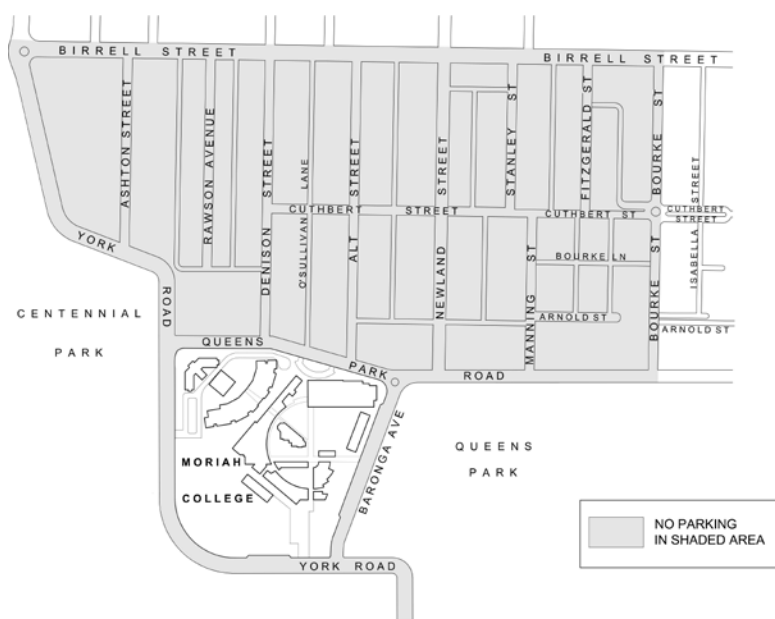 BIRRELL STREET
BIRRELL STREET
ASHTON STREET
RAWSON AVENUE
DENISON STREET
O'SULLIVAN LANE
ALT STREET
NEWLAND STREET
STANLEY ST
FITZGERALD ST
BOURKE ST
ISABELLA STREET
CUTHBERT STREET
CUTHBERT ST
CUTHBERT
STREET
YORK ROAD
BOURKE LN
MANNING ST
BOURKE ST
ARNOLD ST
ARNOLD ST
CENTENNIAL
PARK
QUEENS PARK ROAD
BARONGA AVE
MORIAH
COLLEGE
QUEENS
PARK
YORK ROAD
NO PARKING
IN SHADED AREA